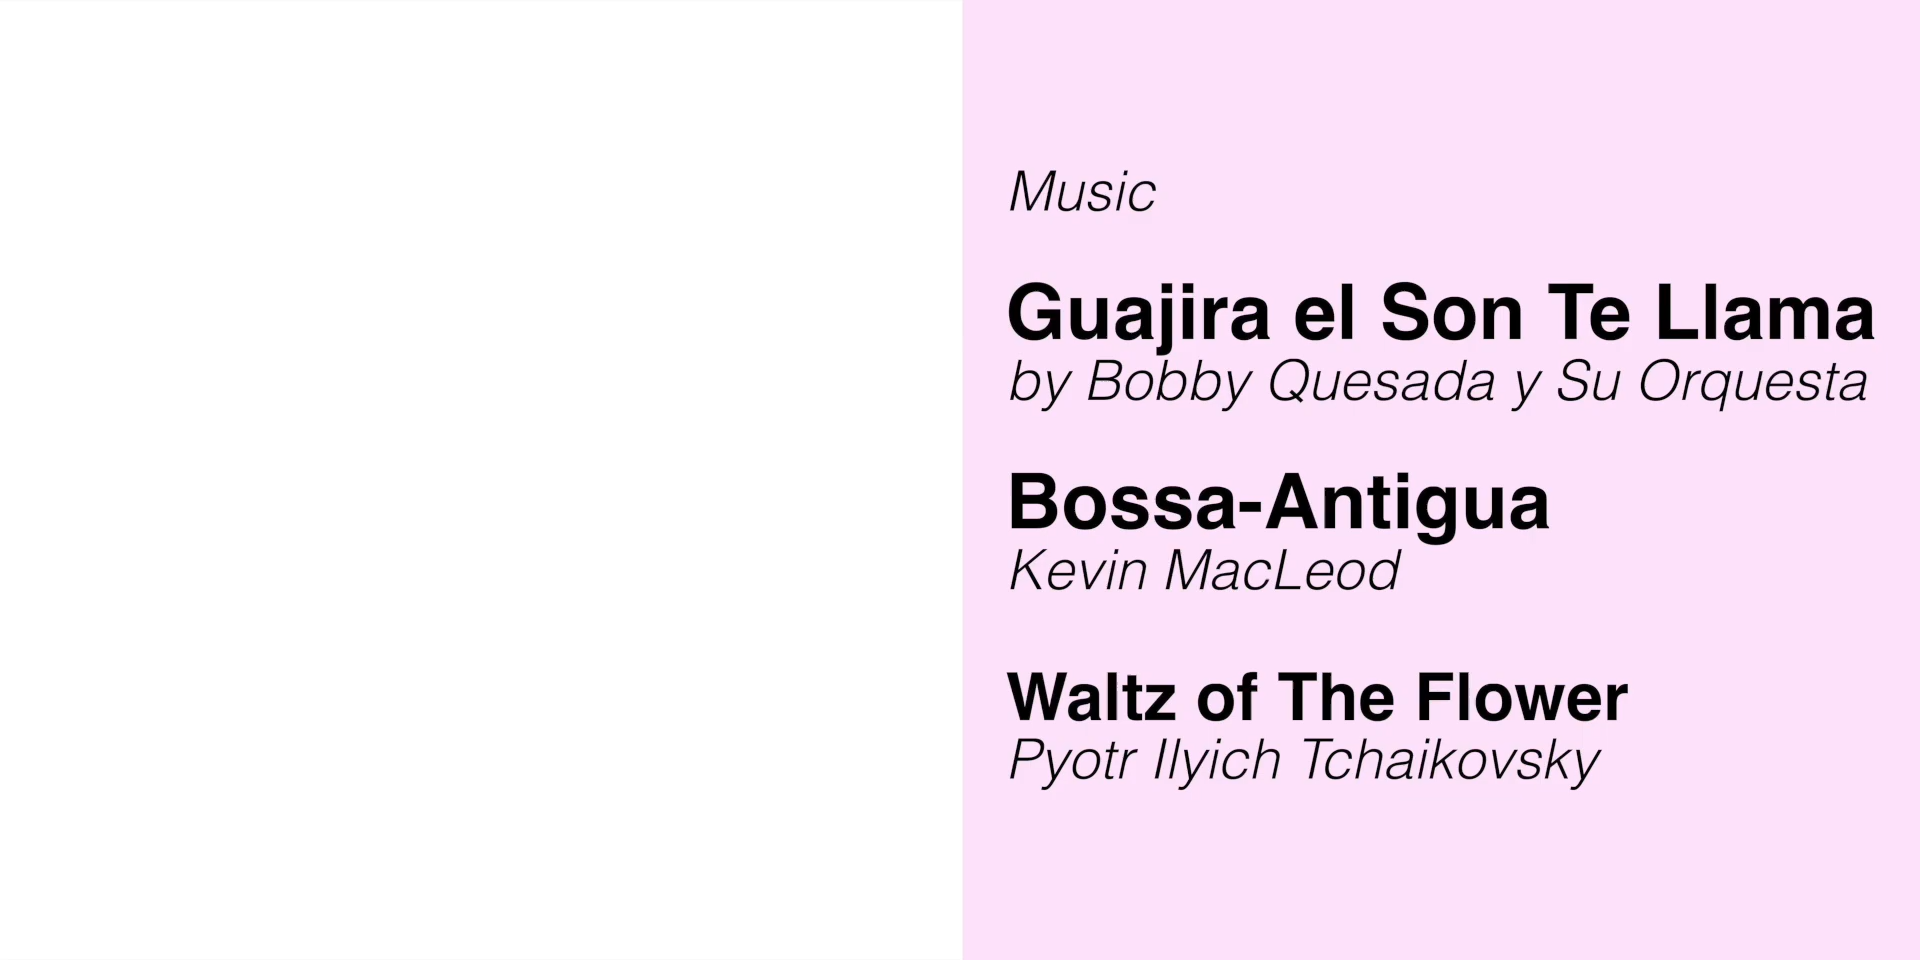 Music
Guajira el Son Te Llama
by Bobby Quesada y Su Orquesta
Bossa-Antigua
Kevin MacLeod
Waltz of The Flower
Pyotr Ilyich Tchaikovsky